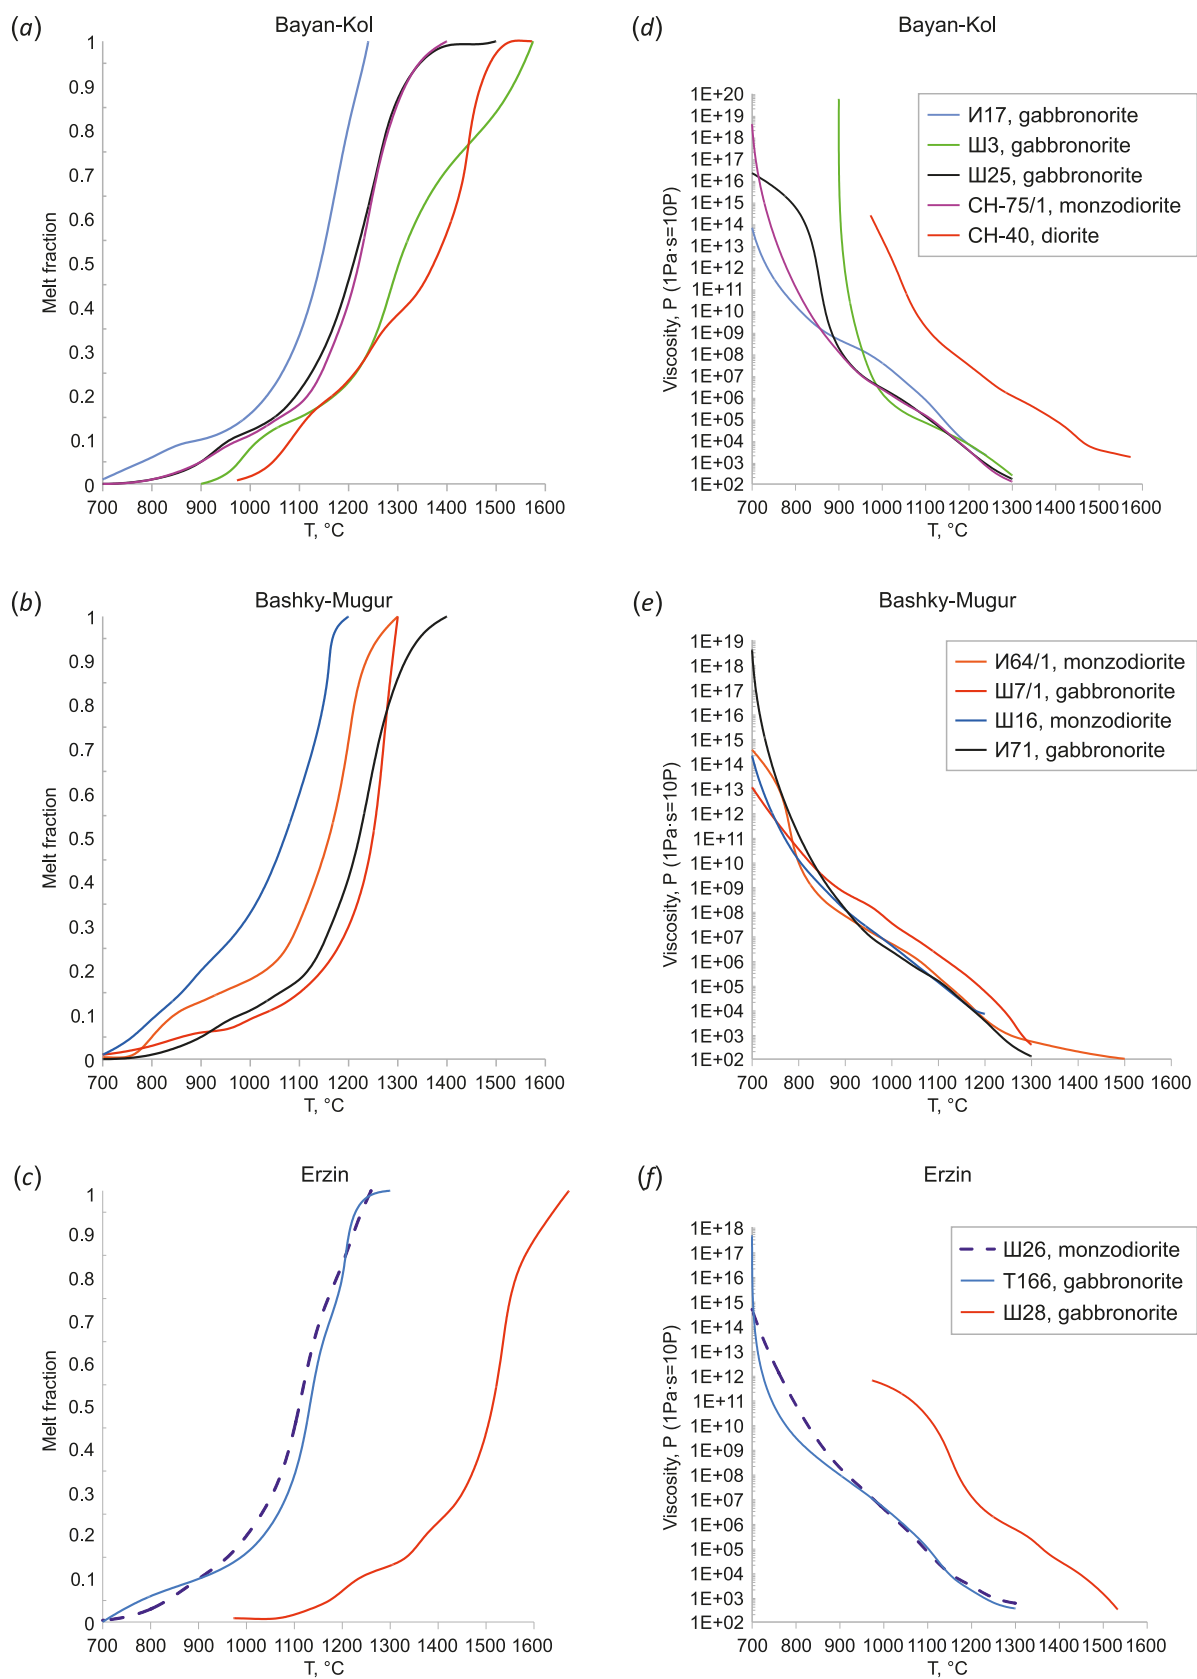 (a)
Bayan-Kol
1
0.9
0.8
0.7
0.6
0.5
0.4
0.3
0.2
0.1
0
Melt fraction
700 800 900 1000 1100 1200 1300 1400 1500 1600
T, °C
(d)
Bayan-Kol
1E+20
1E+19
1E+18
1E+17
1E+16
1E+15
1E+14
1E+13
1E+12
1E+11
1E+10
1E+09
1E+08
1E+07
1E+06
1E+05
1E+04
1E+03
1E+02
Viscosity, P (1Pa·s=10P)
И17, gabbronorite
Ш3, gabbronorite
Ш25, gabbronorite
CH-75/1, monzodiorite
CH-40, diorite
700 800 900 1000 1100 1200 1300 1400 1500 1600
T, °C
(b)
Bashky-Mugur
1
0.9
0.8
0.7
0.6
0.5
0.4
0.3
0.2
0.1
0
Melt fraction
700 800 900 1000 1100 1200 1300 1400 1500 1600
T, °C
(e)
Bashky-Mugur
1E+19
1E+18
1E+17
1E+16
1E+15
1E+14
1E+13
1E+12
1E+11
1E+10
1E+09
1E+08
1E+07
1E+06
1E+05
1E+04
1E+03
1E+02
Viscosity, P (1Pa·s=10P)
И64/1, monzodiorite
Ш7/1, gabbronorite
Ш16, monzodiorite
И71, gabbronorite
700 800 900 1000 1100 1200 1300 1400 1500 1600
T, °C
(c)
Erzin
1
0.9
0.8
0.7
0.6
0.5
0.4
0.3
0.2
0.1
0
Melt fraction
700 800 900 1000 1100 1200 1300 1400 1500 1600
T, °C
(f)
Erzin
1E+18
1E+17
1E+16
1E+15
1E+14
1E+13
1E+12
1E+11
1E+10
1E+09
1E+08
1E+07
1E+06
1E+05
1E+04
1E+03
1E+02
Viscosity, P (1Pa·s=10P)
Ш26, monzodiorite
T166, gabbronorite
Ш28, gabbronorite
700 800 900 1000 1100 1200 1300 1400 1500 1600
T, °C